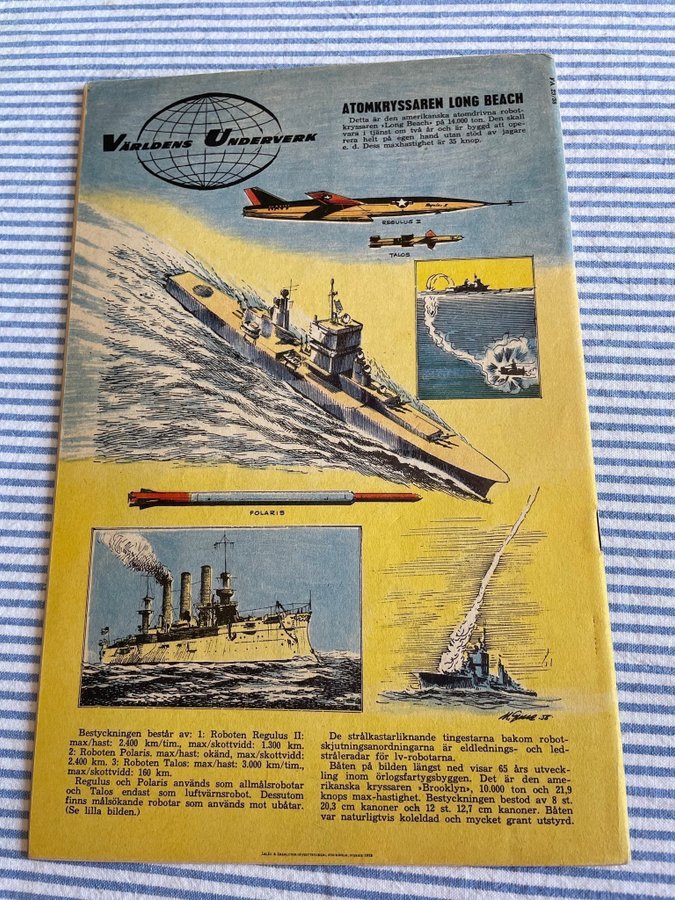 VÄRLDENS UNDERVERK
ATOMKRYSSAREN LONG BEACH
Detta är den amerikanska atomdrivna robot-
kryssaren »Long Beach» på 14.000 ton. Den skall
vara i tjänst om två år och är byggd att ope-
rera helt på egen hand utan stöd av jagare
e. d. Dess maxhastighet är 35 knop.
Regulus II
REGULUS II
TALOS
POLARIS
Bestyckningen består av: 1: Roboten Regulus II:
max/hast: 2.400 km/tim., max/skottvidd: 1.300 km.
2: Roboten Polaris, max/hast: okänd, max/skottvidd:
2.400 km. 3: Roboten Talos: max/hast: 3.000 km/tim.,
max/skottvidd: 160 km.
Regulus och Polaris används som allmålsrobotar
och Talos endast som luftvärnsrobot. Dessutom
finns målsökande robotar som används mot ubåtar.
(Se lilla bilden.)
De strålkastarliknande tingestarna bakom robot-
skjutningsanordningarna är eldlednings- och led-
stråleradar för lv-robotarna.
Båten på bilden längst ned visar 65 års utveck-
ling inom örlogsfartygsbyggen. Det är den ame-
rikanska kryssaren »Brooklyn», 10.000 ton och 21,9
knops max-hastighet. Bestyckningen bestod av 8 st.
20,3 cm kanoner och 12 st. 12,7 cm kanoner. Båten
var naturligtvis koleldad och mycket grant utstyrd.